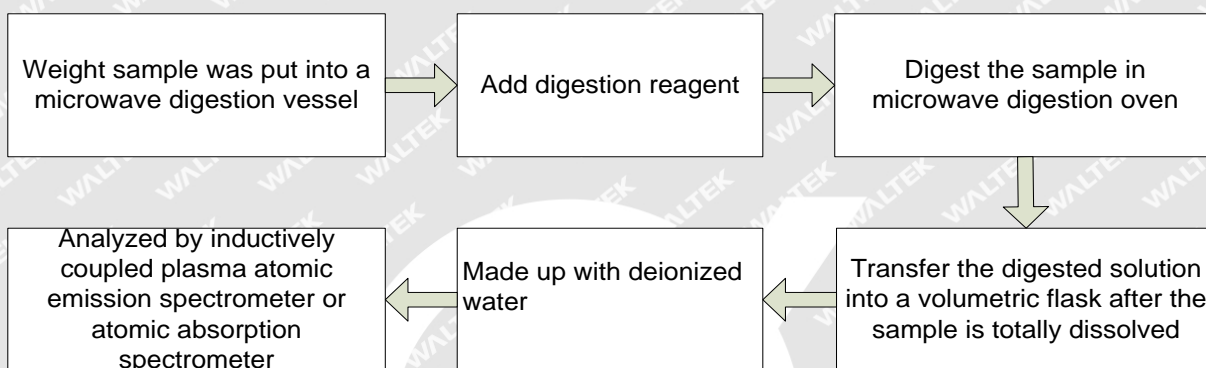 Weight sample was put into a
microwave digestion vessel
Add digestion reagent
Digest the sample in
microwave digestion oven
Transfer the digested solution
into a volumetric flask after the
sample is totally dissolved
Made up with deionized
water
Analyzed by inductively
coupled plasma atomic
emission spectrometer or
atomic absorption
spectrometer
WALTEK